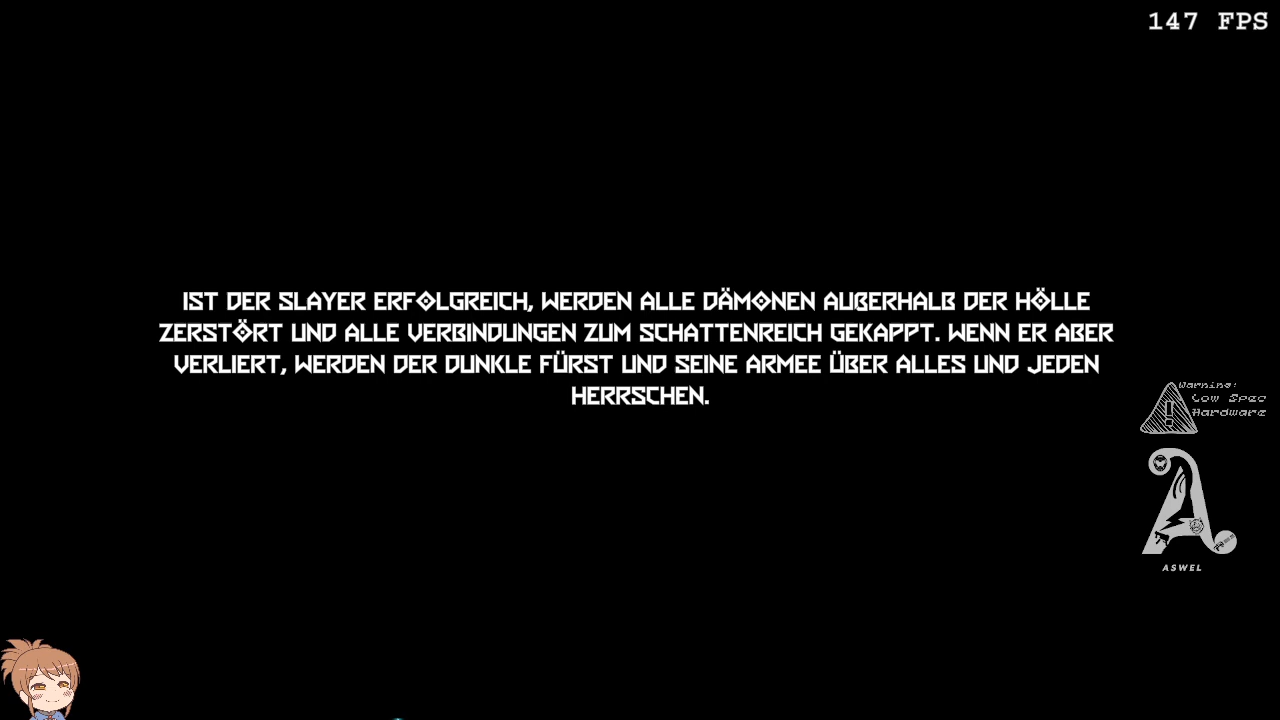 147 FPS
IST DER SLAYER ERFOLGREICH, WERDEN ALLE DÄMONEN AUßERHALB DER HÖLLE
ZERSTÖRT UND ALLE VERBINDUNGEN ZUM SCHATTENREICH GEKAPPT. WENN ER ABER
VERLIERT, WERDEN DER DUNKLE FÜRST UND SEINE ARMEE ÜBER ALLES UND JEDEN
HERRSCHEN.
Warning:
Low Spec
Hardware
ASWEL